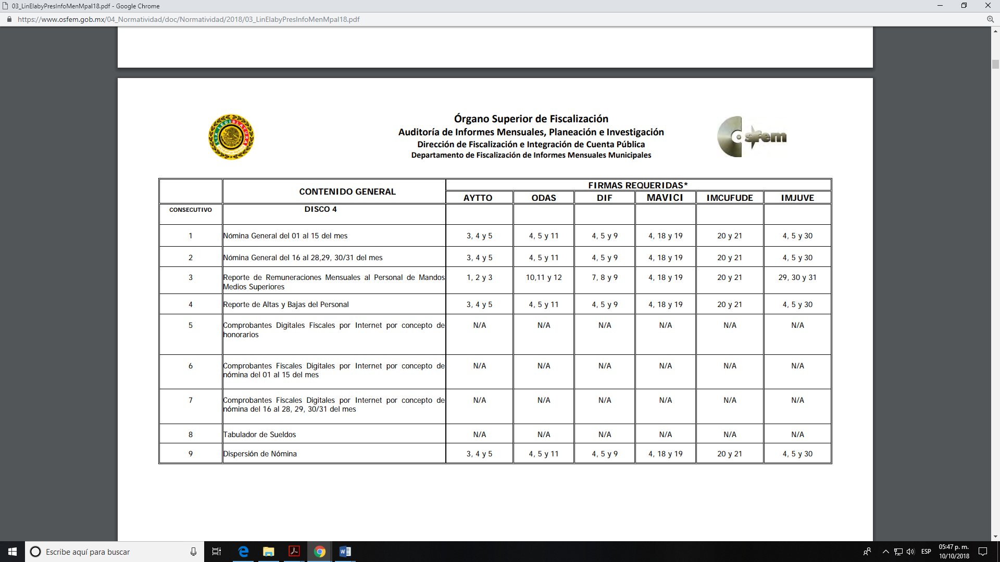 03_LinElabyPresInfoMenMpal18.pdf - Google Chrome
https://www.osfem.gob.mx/04_Normatividad/doc/Normatividad/2018/03_LinElabyPresInfoMenMpal18.pdf
LIX LEGISLATURA
Órgano Superior de Fiscalización
Auditoría de Informes Mensuales, Planeación e Investigación
Dirección de Fiscalización e Integración de Cuenta Pública
Departamento de Fiscalización de Informes Mensuales Municipales
osfem
CONTENIDO GENERAL FIRMAS REQUERIDAS*
AYTTO ODAS DIF MAVICI IMCUFUDE IMJUVE
CONSECUTIVO DISCO 4
1 Nómina General del 01 al 15 del mes 3, 4 y 5 4, 5 y 11 4, 5 y 9 4, 18 y 19 20 y 21 4, 5 y 30
2 Nómina General del 16 al 28,29, 30/31 del mes 3, 4 y 5 4, 5 y 11 4, 5 y 9 4, 18 y 19 20 y 21 4, 5 y 30
3 Reporte de Remuneraciones Mensuales al Personal de Mandos 1, 2 y 3 10,11 y 12 7, 8 y 9 4, 18 y 19 20 y 21 29, 30 y 31
Medios Superiores
4 Reporte de Altas y Bajas del Personal 3, 4 y 5 4, 5 y 11 4, 5 y 9 4, 18 y 19 20 y 21 4, 5 y 30
5 Comprobantes Digitales Fiscales por Internet por concepto de N/A N/A N/A N/A N/A N/A
honorarios
6 Comprobantes Fiscales Digitales por Internet por concepto de N/A N/A N/A N/A N/A N/A
nómina del 01 al 15 del mes
7 Comprobantes Fiscales Digitales por Internet por concepto de N/A N/A N/A N/A N/A N/A
nómina del 16 al 28, 29, 30/31 del mes
8 Tabulador de Sueldos N/A N/A N/A N/A N/A N/A
9 Dispersión de Nómina 3, 4 y 5 4, 5 y 11 4, 5 y 9 4, 18 y 19 20 y 21 4, 5 y 30
Escribe aquí para buscar
ESP
05:47 p. m.
10/10/2018